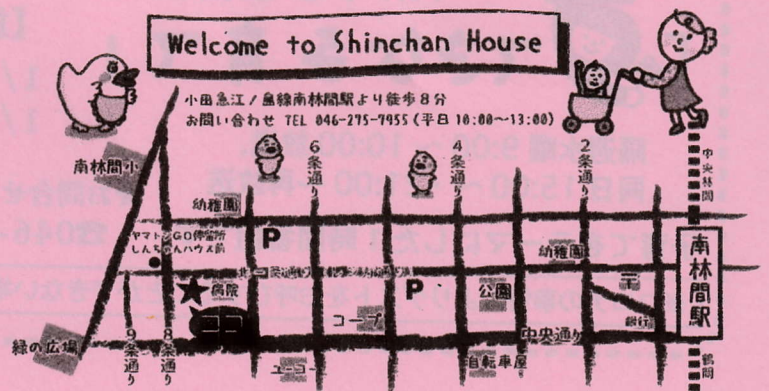 Welcome to Shinchan House
小田急江ノ島線南林間駅より徒歩8分
お問い合わせ TEL 046-275-7955 (平日 10:00〜13:00)
南林間小
6条通り
4条通り
2条通り
中央林間
幼稚園
ヤマトンGO停留所
しんちゃんハウス前
P
幼稚園
南林間駅
病院
P
公園
〒
銀行
ココ
コープ
中央通り
緑の広場
9条通り
8条通り
ユーコー
自転車屋
鶴間